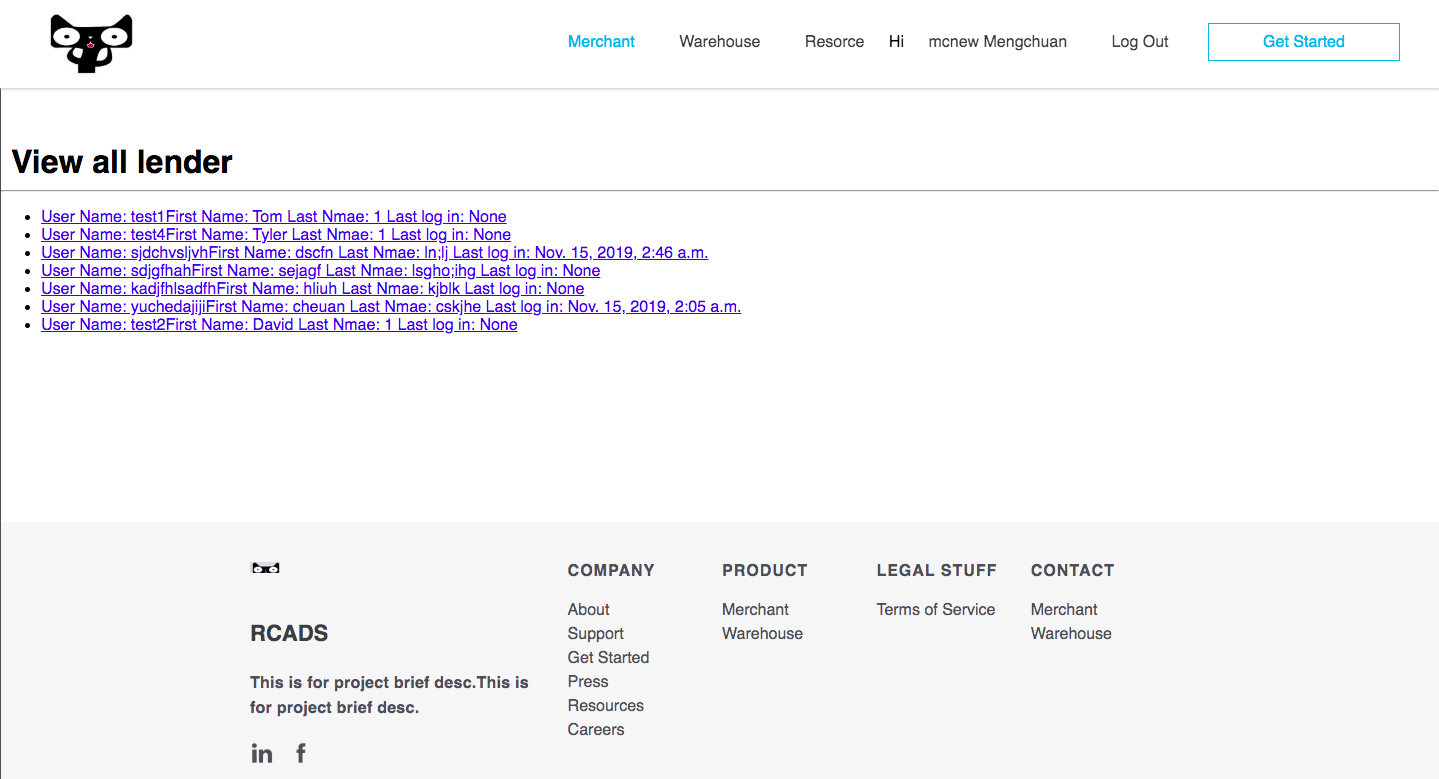 Merchant Warehouse Resorce Hi mcnew Mengchuan Log Out Get Started
View all lender
User Name: test1First Name: Tom Last Nmae: 1 Last log in: None
User Name: test4First Name: Tyler Last Nmae: 1 Last log in: None
User Name: sjdchvsljvhFirst Name: dscfn Last Nmae: ln;lj Last log in: Nov. 15, 2019, 2:46 a.m.
User Name: sdjgfhahFirst Name: sejagf Last Nmae: lsgho;ihg Last log in: None
User Name: kadjfhlsadfhFirst Name: hliuh Last Nmae: kjblk Last log in: None
User Name: yuchedajijiFirst Name: cheuan Last Nmae: cskjhe Last log in: Nov. 15, 2019, 2:05 a.m.
User Name: test2First Name: David Last Nmae: 1 Last log in: None
RCADS
This is for project brief desc.This is
for project brief desc.
in f
COMPANY
About
Support
Get Started
Press
Resources
Careers
PRODUCT
Merchant
Warehouse
LEGAL STUFF
Terms of Service
CONTACT
Merchant
Warehouse